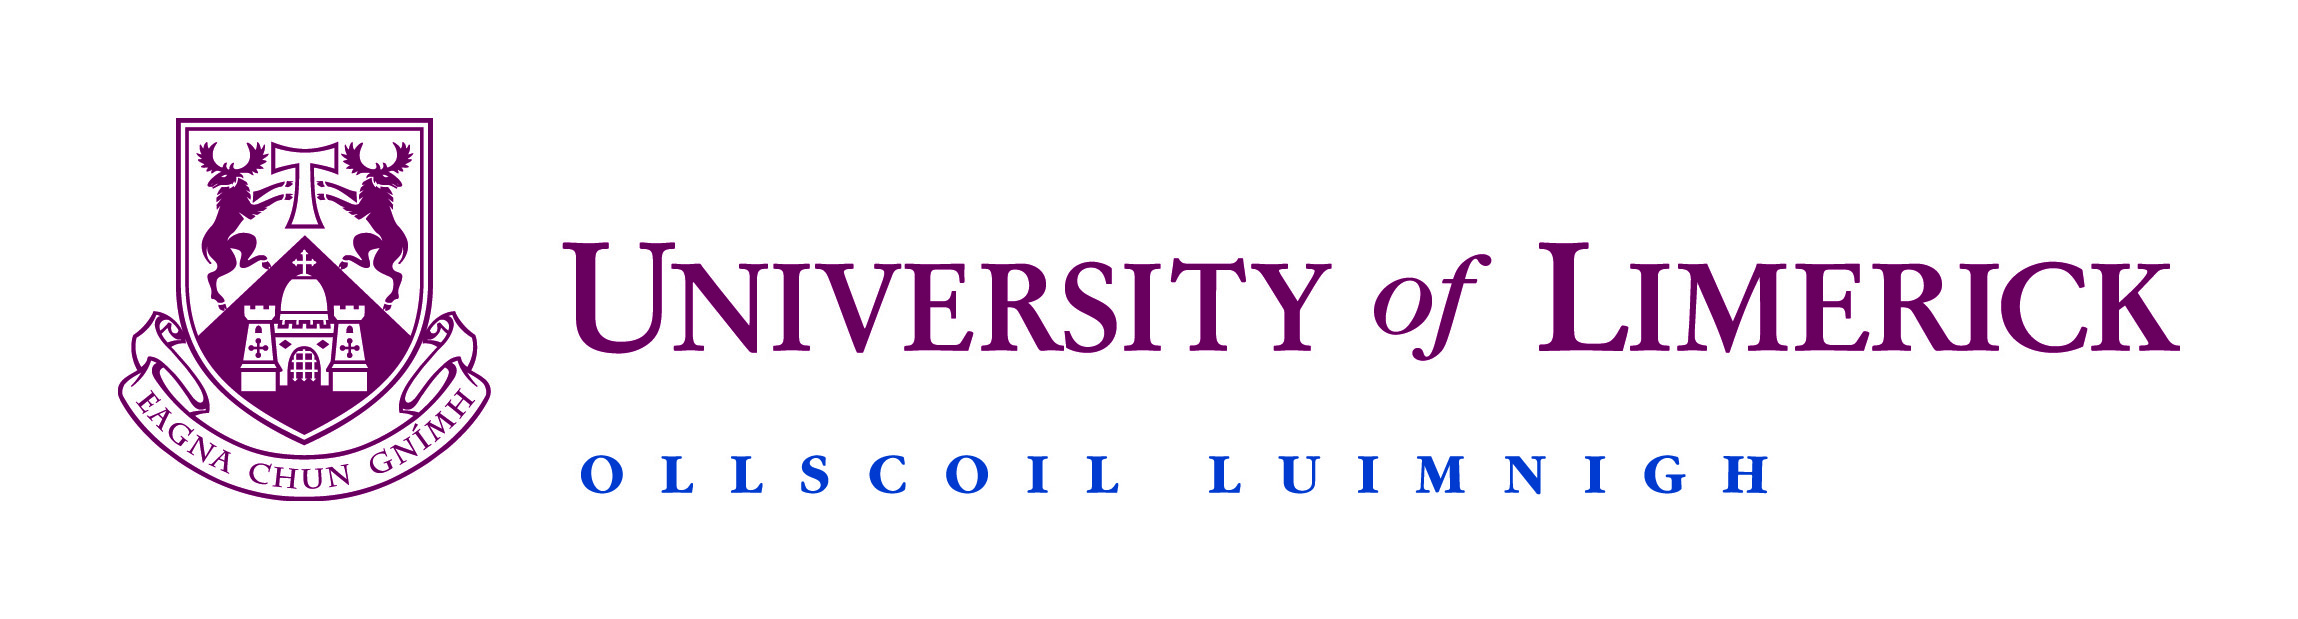 EAGNA CHUN GNÍMH
UNIVERSITY of LIMERICK
OLLSCOIL LUIMNIGH